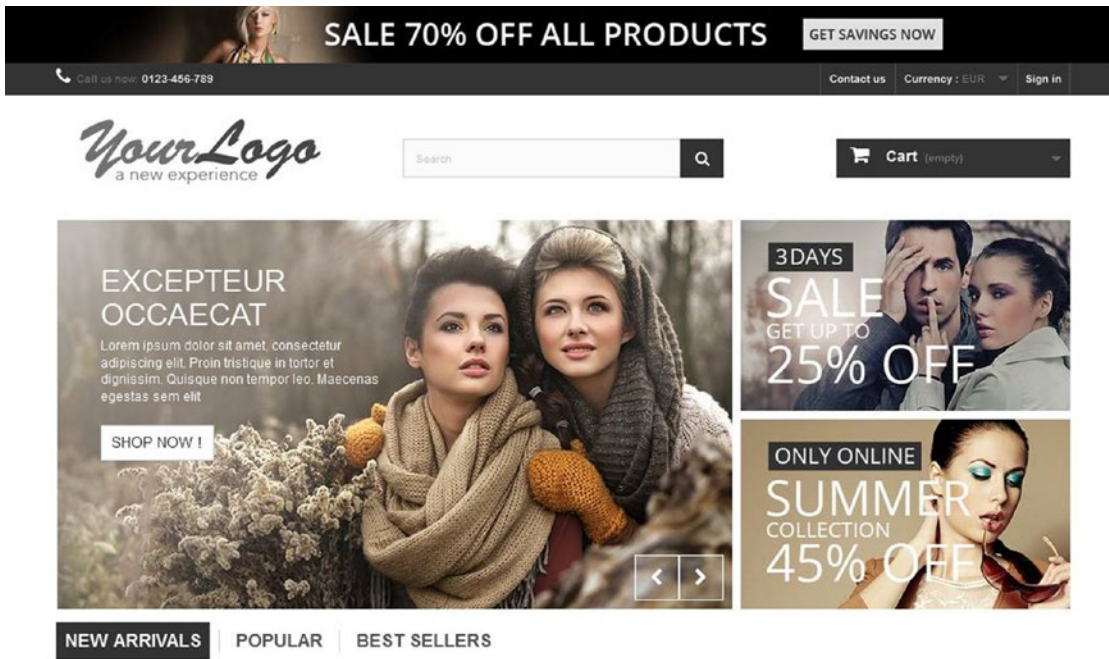 SALE 70% OFF ALL PRODUCTS
GET SAVINGS NOW
Call us now: 0123-456-789
Contact us
Currency : EUR
Sign in
YourLogo
a new experience
Search
Cart (empty)
EXCEPTEUR
OCCAECAT
Lorem ipsum dolor sit amet, consectetur
adipiscing elit. Proin tristique in tortor et
dignissim. Quisque non tempor leo. Maecenas
egestas sem elit
SHOP NOW !
3DAYS
SALE
GET UP TO
25% OFF
ONLY ONLINE
SUMMER
COLLECTION
45% OFF
NEW ARRIVALS
POPULAR
BEST SELLERS